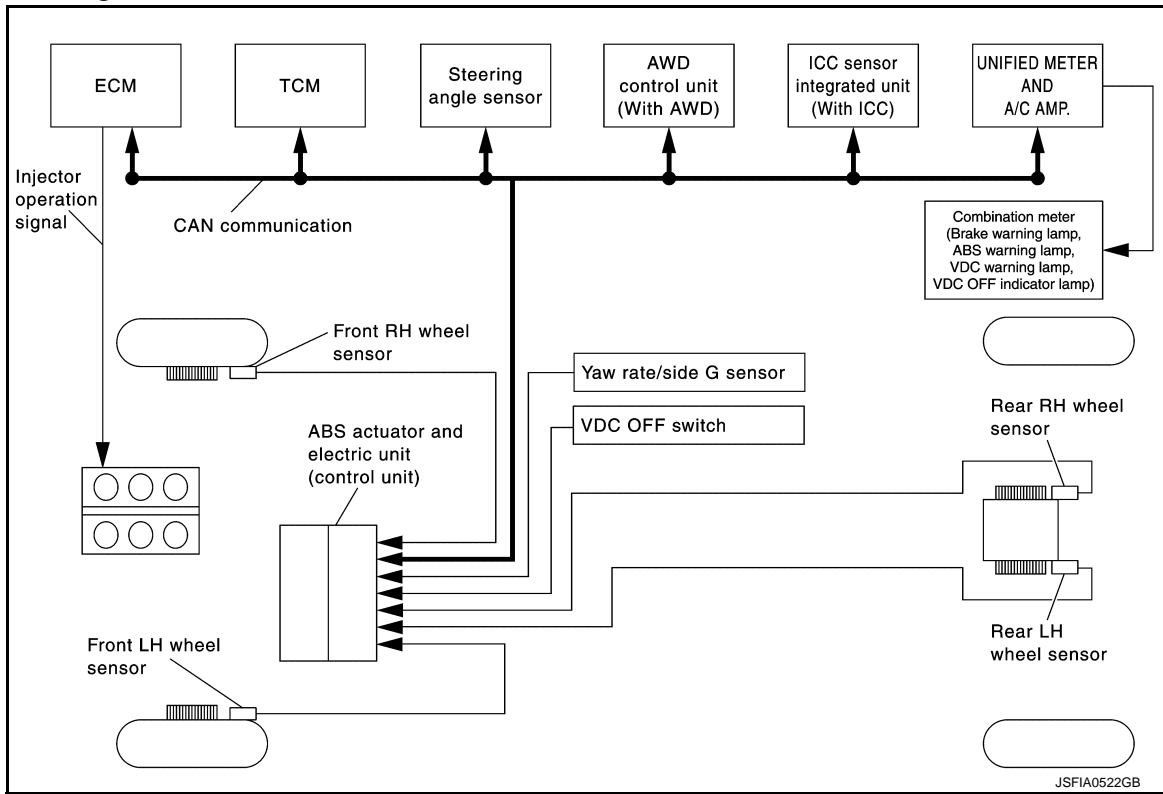 ECM
TCM
Steering
angle sensor
AWD
control unit
(With AWD)
ICC sensor
integrated unit
(With ICC)
UNIFIED METER
AND
A/C AMP.
Injector
operation
signal
CAN communication
Combination meter
(Brake warning lamp,
ABS warning lamp,
VDC warning lamp,
VDC OFF indicator lamp)
Front RH wheel
sensor
Yaw rate/side G sensor
VDC OFF switch
Rear RH wheel
sensor
ABS actuator and
electric unit
(control unit)
Front LH wheel
sensor
Rear LH
wheel sensor
JSFIA0522GB